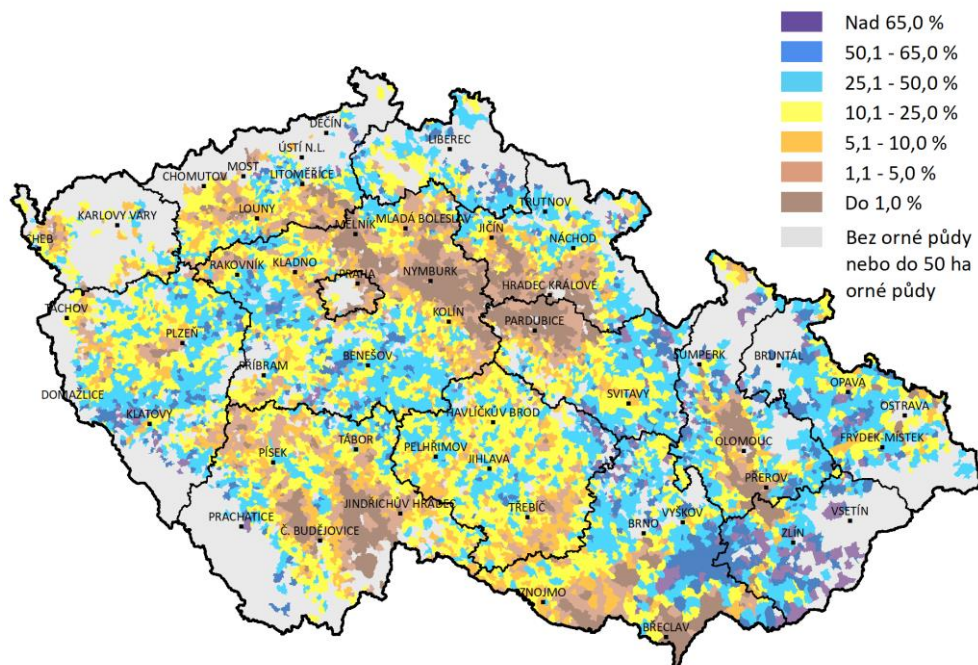 Nad 65,0 %
50,1 - 65,0 %
25,1 - 50,0 %
10,1 - 25,0 %
5,1 - 10,0 %
1,1 - 5,0 %
Do 1,0 %
Bez orné půdy
nebo do 50 ha
orné půdy
DĚČÍN
ÚSTÍ N.L.
LIBEREC
MOST
CHOMUTOV
LITOMĚŘICE
TRUTNOV
KARLOVY VARY
LOUNY
MLADÁ BOLESLAV
MĚLNÍK
JIČÍN
CHEB
NÁCHOD
RAKOVNÍK
KLADNO
PRAHA
NYMBURK
HRADEC KRÁLOVÉ
TACHOV
KOLÍN
PARDUBICE
PLZEŇ
PŘÍBRAM
BENEŠOV
ŠUMPERK
BRUNTÁL
DOMAŽLICE
SVITAVY
OPAVA
KLATOVY
HAVLÍČKŮV BROD
OSTRAVA
TÁBOR
PELHŘIMOV
OLOMOUC
FRÝDEK-MÍSTEK
PÍSEK
JIHLAVA
PŘEROV
PRACHATICE
JINDŘICHŮV HRADEC
TŘEBÍČ
VYŠKOV
VSETÍN
Č. BUDĚJOVICE
BRNO
ZLÍN
ZNOJMO
BŘECLAV